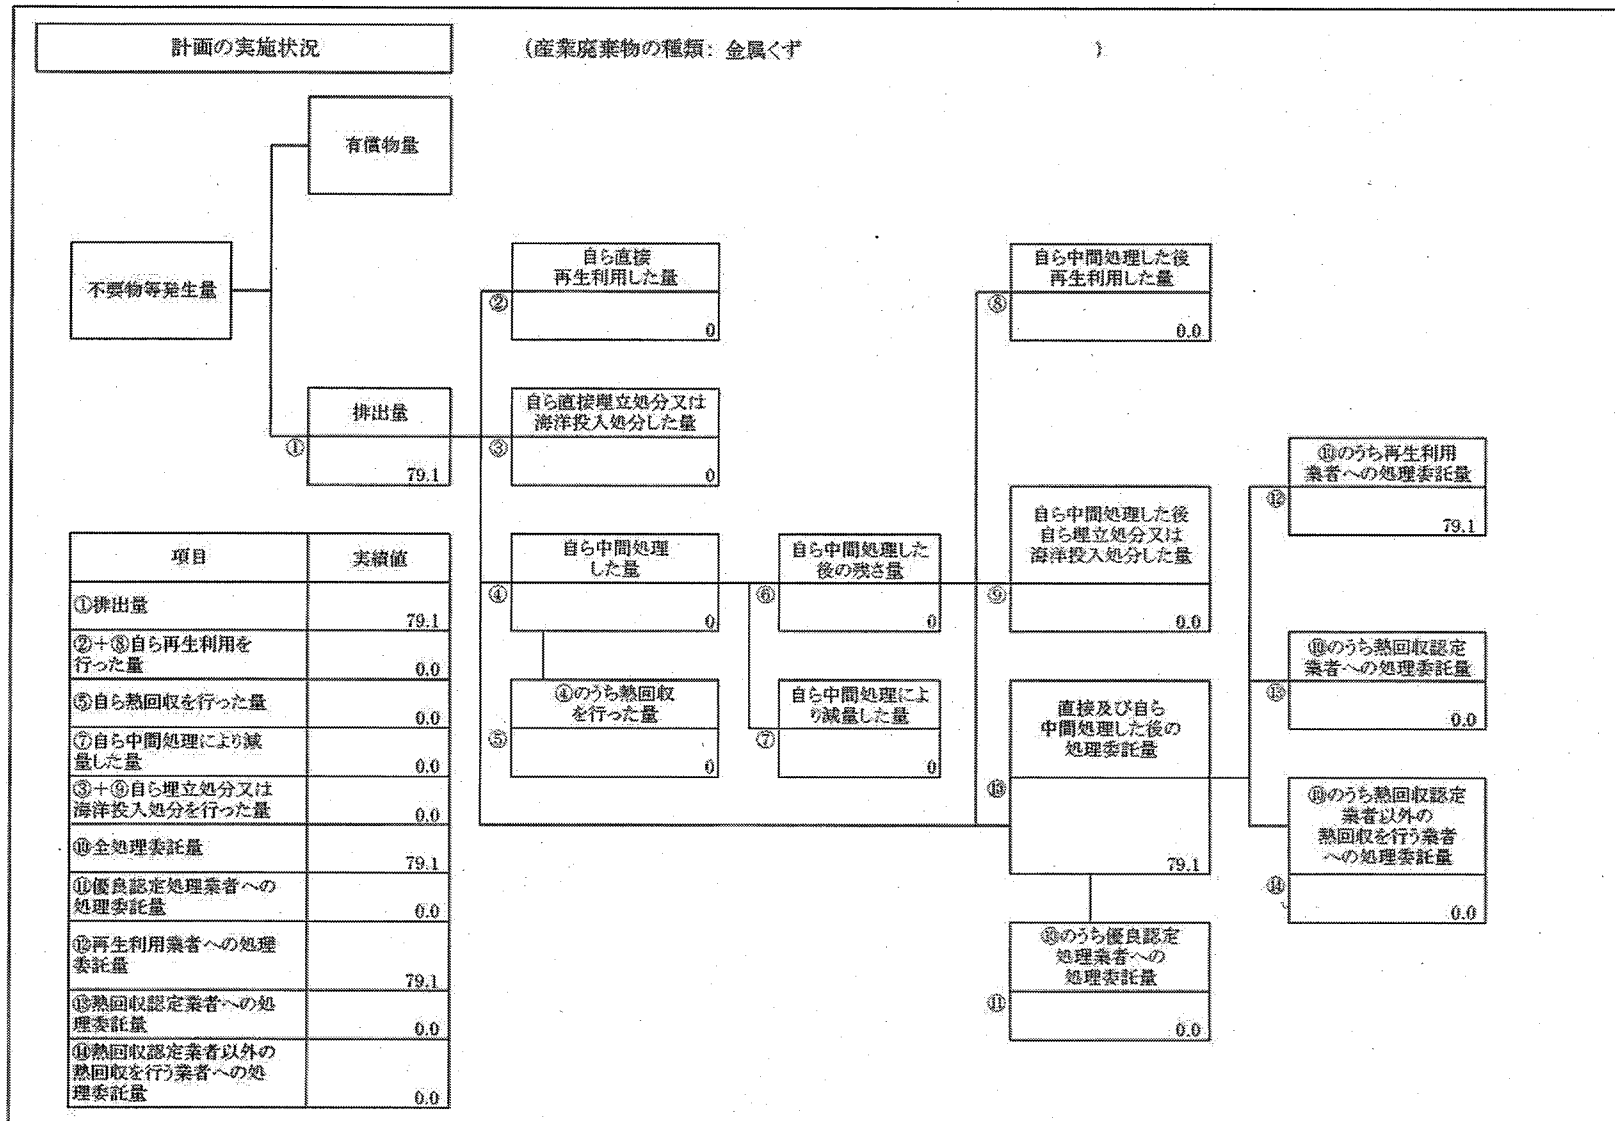 計画の実施状況
(産業廃棄物の種類: 金属くず )
有償物量
不要物等発生量
自ら直接
再生利用した量
②
0
自ら中間処理した後
再生利用した量
⑧
0.0
排出量
①
79.1
自ら直接埋立処分又は
海洋投入処分した量
③
0
⑩のうち再生利用
業者への処理委託量
⑫
79.1
自ら中間処理
した量
④
0
自ら中間処理した
後の残さ量
⑥
0
自ら中間処理した後
自ら埋立処分又は
海洋投入処分した量
⑨
0.0
⑩のうち熱回収認定
業者への処理委託量
⑬
0.0
④のうち熱回収
を行った量
⑤
0
自ら中間処理によ
り減量した量
⑦
0
直接及び自ら
中間処理した後の
処理委託量
⑩
79.1
⑩のうち熱回収認定
業者以外の
熱回収を行う業者
への処理委託量
⑭
0.0
⑩のうち優良認定
処理業者への
処理委託量
⑪
0.0
項目 実績値
①排出量
79.1
②+⑧自ら再生利用を
行った量 0.0
⑤自ら熱回収を行った量
0.0
⑦自ら中間処理により減
量した量 0.0
③+⑨自ら埋立処分又は
海洋投入処分を行った量 0.0
⑩全処理委託量
79.1
⑪優良認定処理業者への
処理委託量 0.0
⑫再生利用業者への処理
委託量 79.1
⑬熱回収認定業者への処
理委託量 0.0
⑭熱回収認定業者以外の
熱回収を行う業者への処
理委託量 0.0